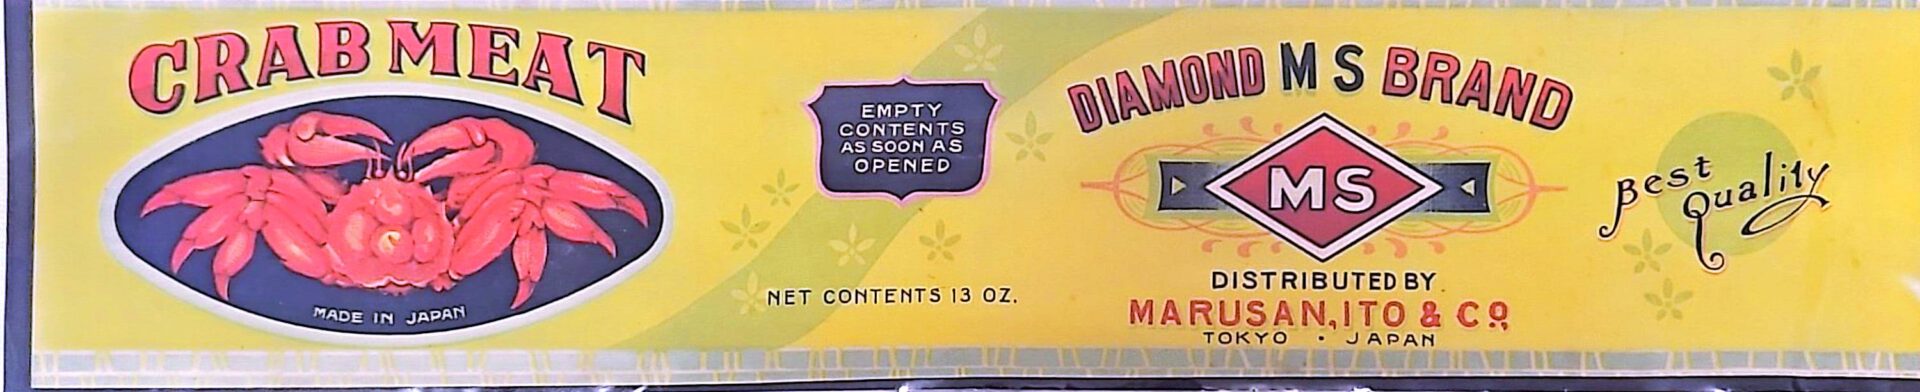 CRAB MEAT
MADE IN JAPAN
EMPTY
CONTENTS
AS SOON AS
OPENED
NET CONTENTS 13 OZ.
DIAMOND M S BRAND
MS
DISTRIBUTED BY
MARUSAN, ITO & CO.,
TOKYO · JAPAN
Best
Quality